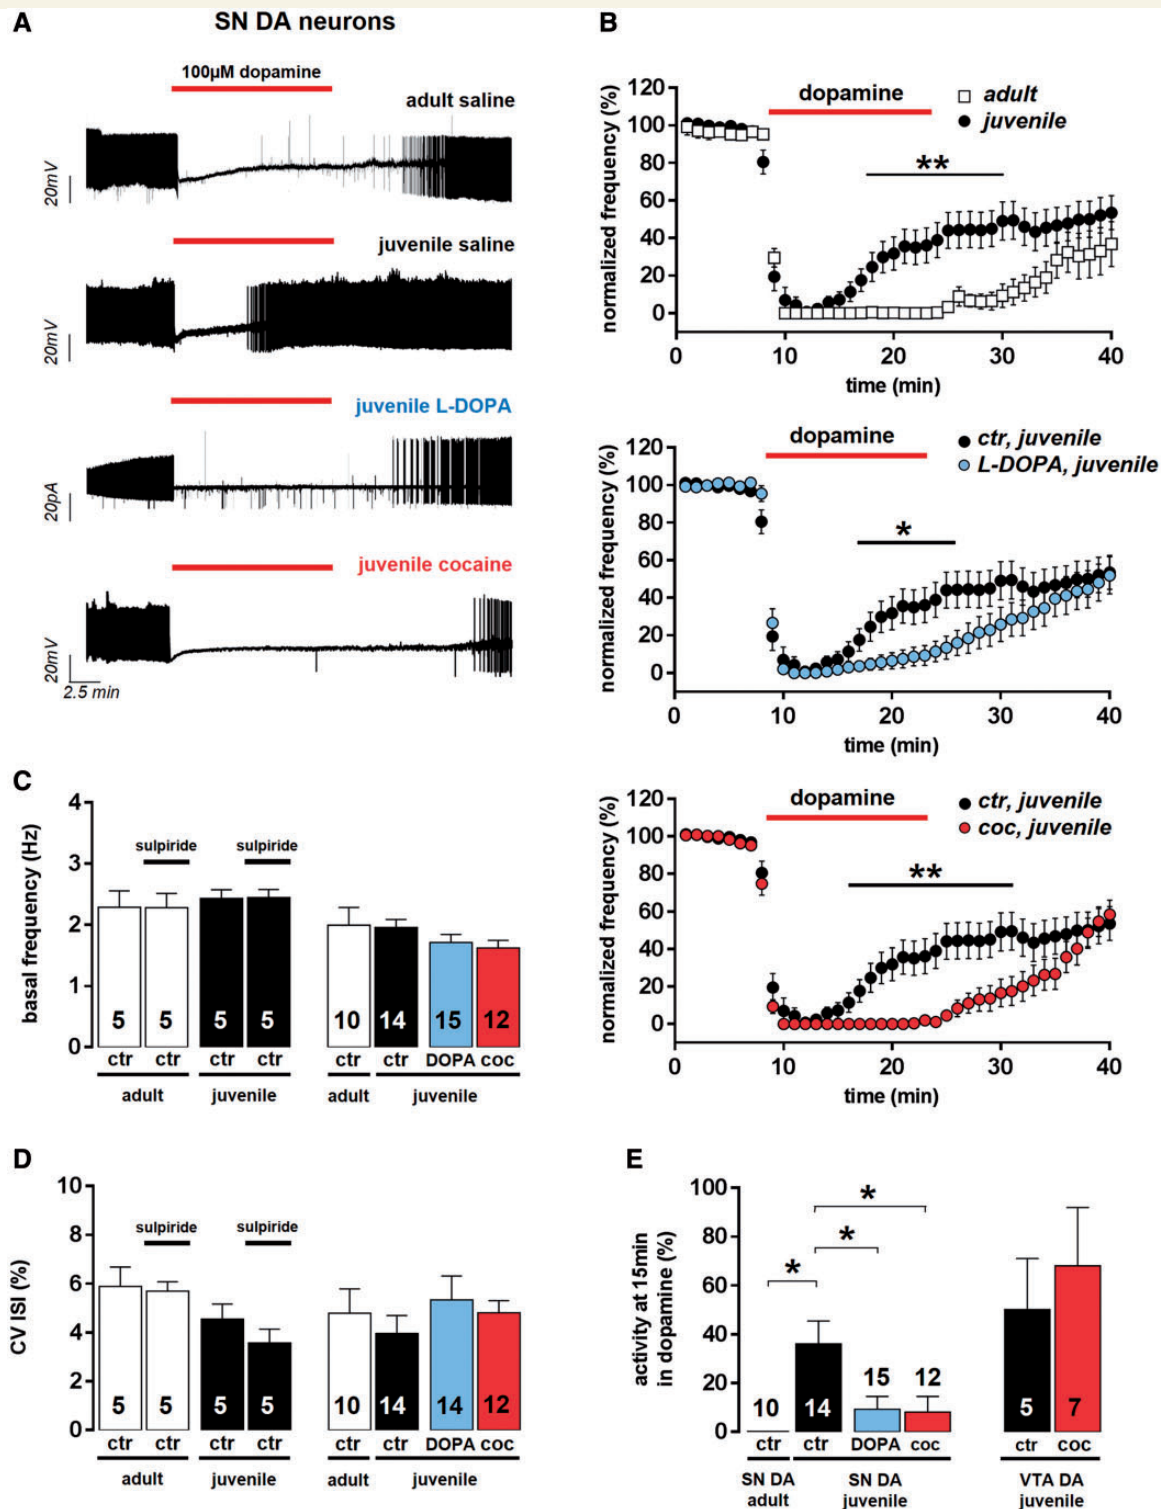 A
SN DA neurons
100µM dopamine
adult saline
20mV
juvenile saline
20mV
juvenile L-DOPA
20pA
juvenile cocaine
20mV
2.5 min
B
normalized frequency (%)
120
100
80
60
40
20
0
dopamine
adult
juvenile
**
0
10
20
30
40
time (min)
normalized frequency (%)
120
100
80
60
40
20
0
dopamine
ctr, juvenile
L-DOPA, juvenile
*
0
10
20
30
40
time (min)
normalized frequency (%)
120
100
80
60
40
20
0
dopamine
ctr, juvenile
coc, juvenile
**
0
10
20
30
40
time (min)
C
basal frequency (Hz)
4
3
2
1
0
sulpiride
sulpiride
5 5 5 5 10 14 15 12
ctr ctr ctr ctr ctr ctr DOPA coc
adult juvenile adult juvenile
D
CV ISI (%)
10
8
6
4
2
0
sulpiride
sulpiride
5 5 5 5 10 14 14 12
ctr ctr ctr ctr ctr ctr DOPA coc
adult juvenile adult juvenile
E
activity at 15min
in dopamine (%)
100
80
60
40
20
0
*
*
*
10 14 15 12 5 7
ctr ctr DOPA coc ctr coc
SN DA SN DA VTA DA
adult juvenile juvenile